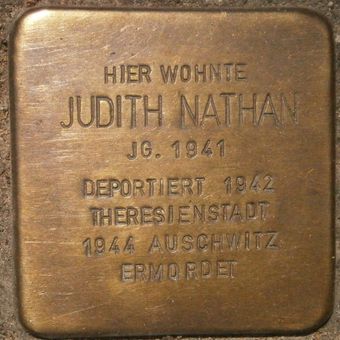 HIER WOHNTE
JUDITH NATHAN
JG. 1941
DEPORTIERT 1942
THERESIENSTADT
1944 AUSCHWITZ
ERMORDET